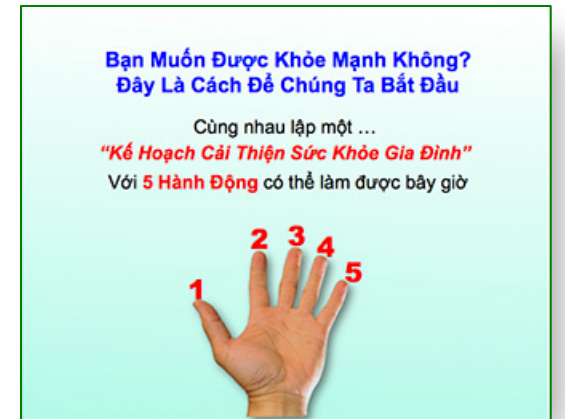 Bạn Muốn Được Khỏe Mạnh Không?
Đây Là Cách Để Chúng Ta Bắt Đầu
Cùng nhau lập một ...
“Kế Hoạch Cải Thiện Sức Khỏe Gia Đình”
Với 5 Hành Động có thể làm được bây giờ
1 2 3 4 5